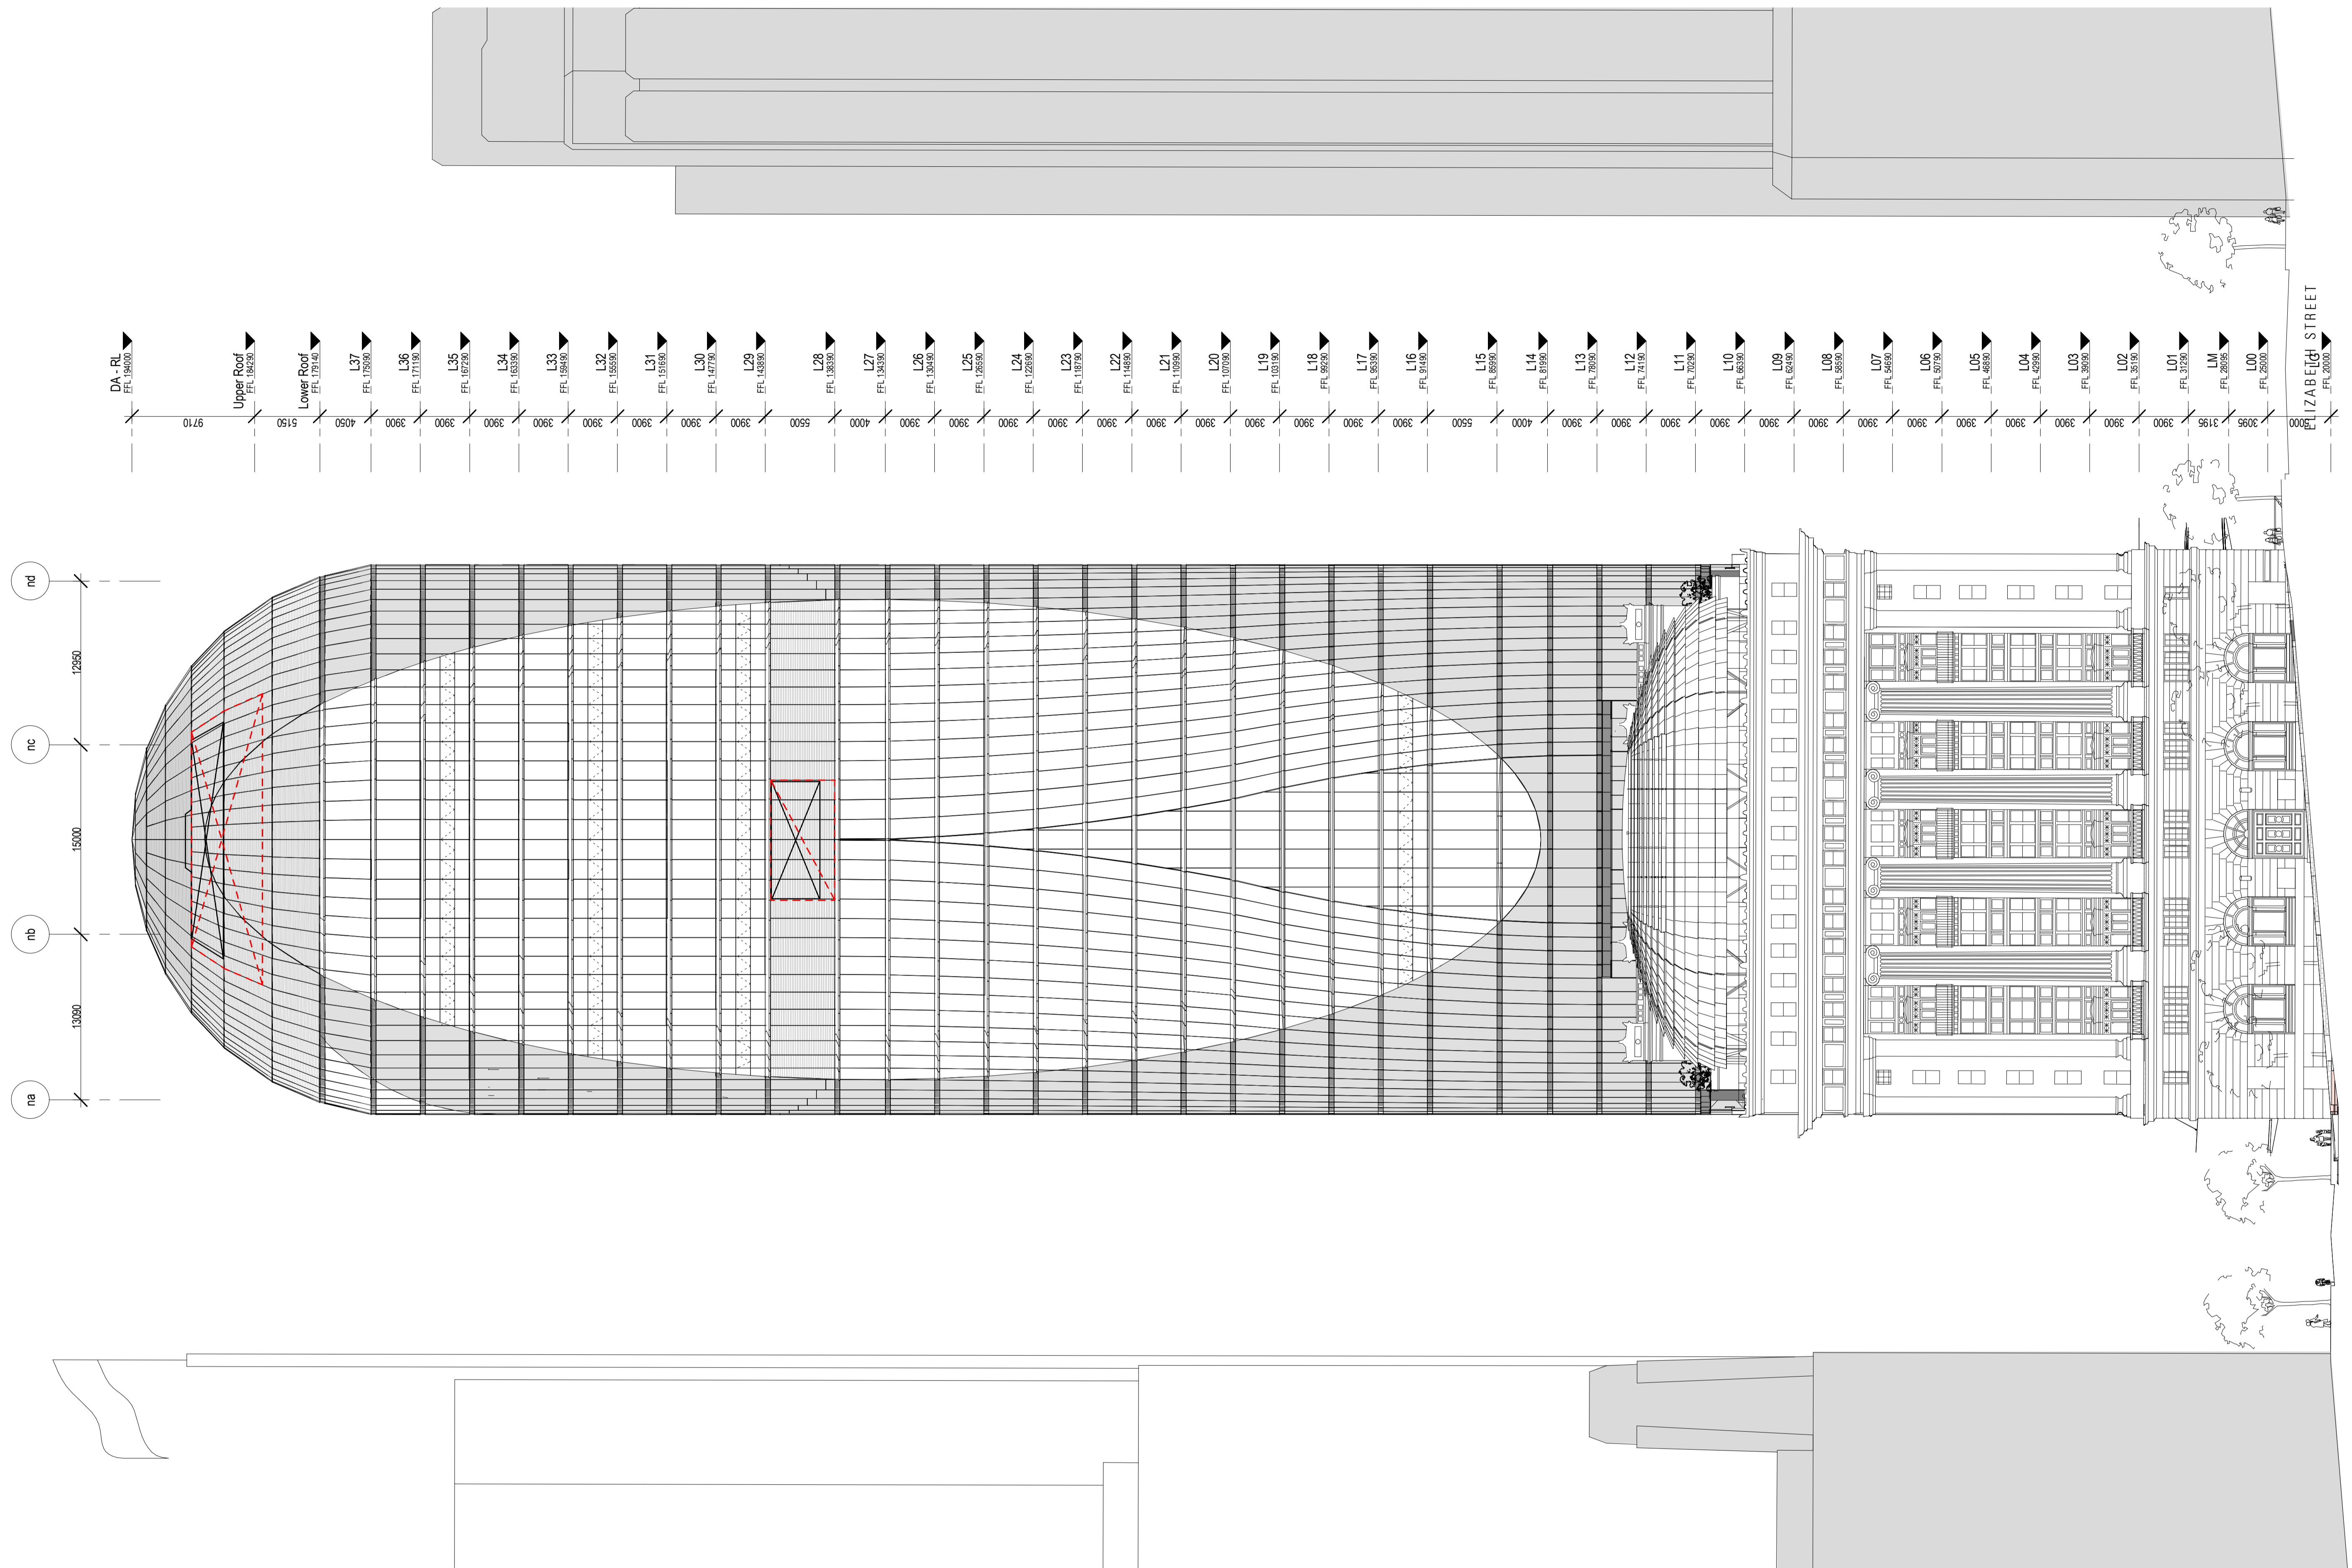 DA - RL
FFL 194000
Upper Roof
FFL 184290
Lower Roof
FFL 179140
L37
FFL 175090
L36
FFL 171190
L35
FFL 167290
L34
FFL 163390
L33
FFL 159490
L32
FFL 155590
L31
FFL 151690
L30
FFL 147790
L29
FFL 143890
L28
FFL 138390
L27
FFL 134390
L26
FFL 130490
L25
FFL 126590
L24
FFL 122690
L23
FFL 118790
L22
FFL 114890
L21
FFL 110990
L20
FFL 107090
L19
FFL 103190
L18
FFL 99290
L17
FFL 95390
L16
FFL 91490
L15
FFL 85990
L14
FFL 81990
L13
FFL 78090
L12
FFL 74190
L11
FFL 70290
L10
FFL 66390
L09
FFL 62490
L08
FFL 58590
L07
FFL 54690
L06
FFL 50790
L05
FFL 46890
L04
FFL 42990
L03
FFL 39090
L02
FFL 35190
L01
FFL 31290
LM
FFL 28095
L00
FFL 25000
LG
FFL 20000
9710
5150
4050
3900
3900
3900
3900
3900
3900
3900
3900
5500
4000
3900
3900
3900
3900
3900
3900
3900
3900
3900
3900
3900
5500
4000
3900
3900
3900
3900
3900
3900
3900
3900
3900
3900
3900
3900
3900
3195
3095
5000
ELIZABETH STREET
na
nb
nc
nd
13090
15000
12950